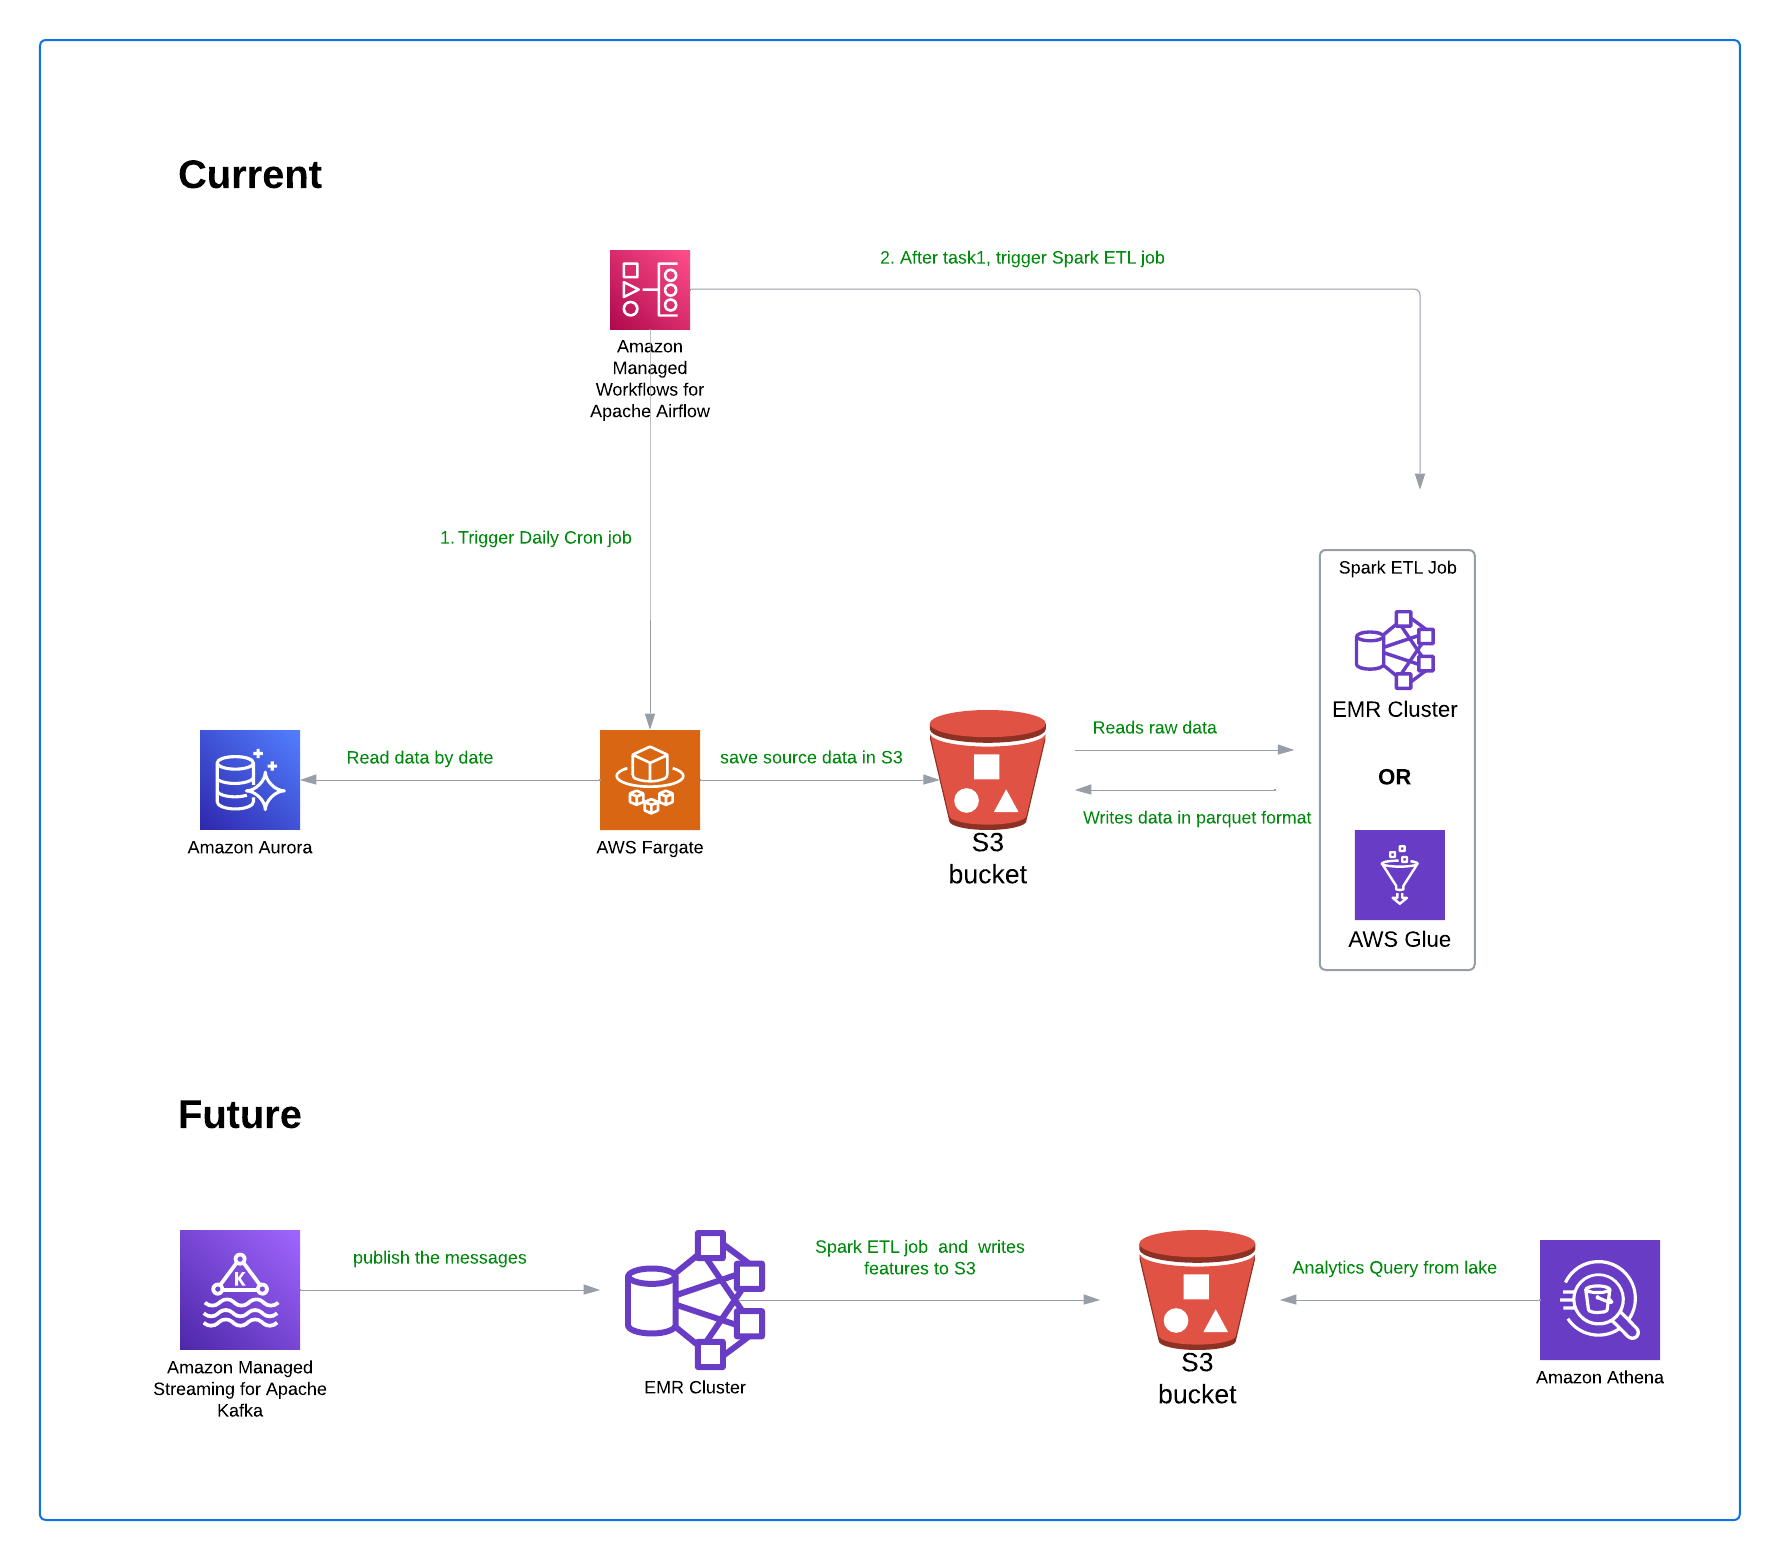 Current
2. After task1, trigger Spark ETL job
Amazon
Managed
Workflows for
Apache Airflow
1. Trigger Daily Cron job
Spark ETL Job
EMR Cluster
OR
AWS Glue
Read data by date
save source data in S3
Reads raw data
Writes data in parquet format
Amazon Aurora
AWS Fargate
S3
bucket
Future
publish the messages
Spark ETL job and writes
features to S3
Analytics Query from lake
K
Amazon Managed
Streaming for Apache
Kafka
EMR Cluster
S3
bucket
Amazon Athena